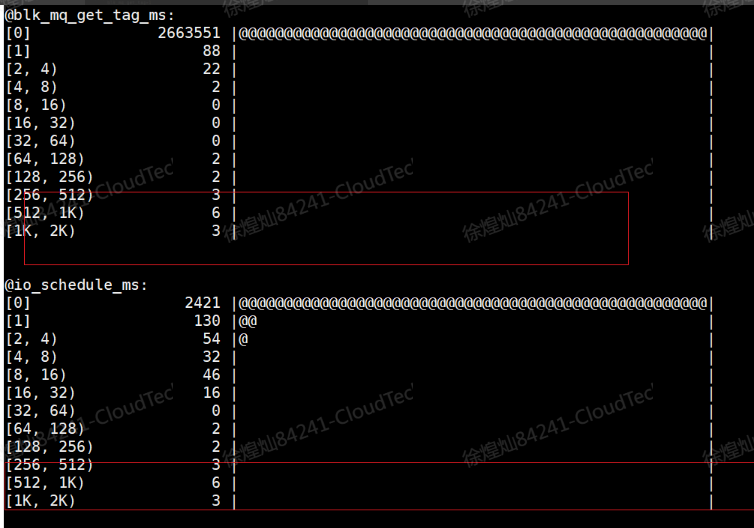 @blk_mq_get_tag_ms:
[0] 2663551 |@@@@@@@@@@@@@@@@@@@@@@@@@@@@@@@@@@@@@@@@@@@@@@@@@@@@|
[1] 88 | |
[2, 4) 22 | |
[4, 8) 2 | |
[8, 16) 0 | |
[16, 32) 0 | |
[32, 64) 0 | |
[64, 128) 2 | |
[128, 256) 2 | |
[256, 512) 3 | |
[512, 1K) 6 | |
[1K, 2K) 3 | |
@io_schedule_ms:
[0] 2421 |@@@@@@@@@@@@@@@@@@@@@@@@@@@@@@@@@@@@@@@@@@@@@@@@@@@@|
[1] 130 |@@ |
[2, 4) 54 |@ |
[4, 8) 32 | |
[8, 16) 46 | |
[16, 32) 16 | |
[32, 64) 0 | |
[64, 128) 2 | |
[128, 256) 2 | |
[256, 512) 3 | |
[512, 1K) 6 | |
[1K, 2K) 3 | |
徐煌灿84241-CloudTec
徐煌灿84241-CloudTec
徐煌灿84241-CloudTec
徐煌灿84241-CloudTec